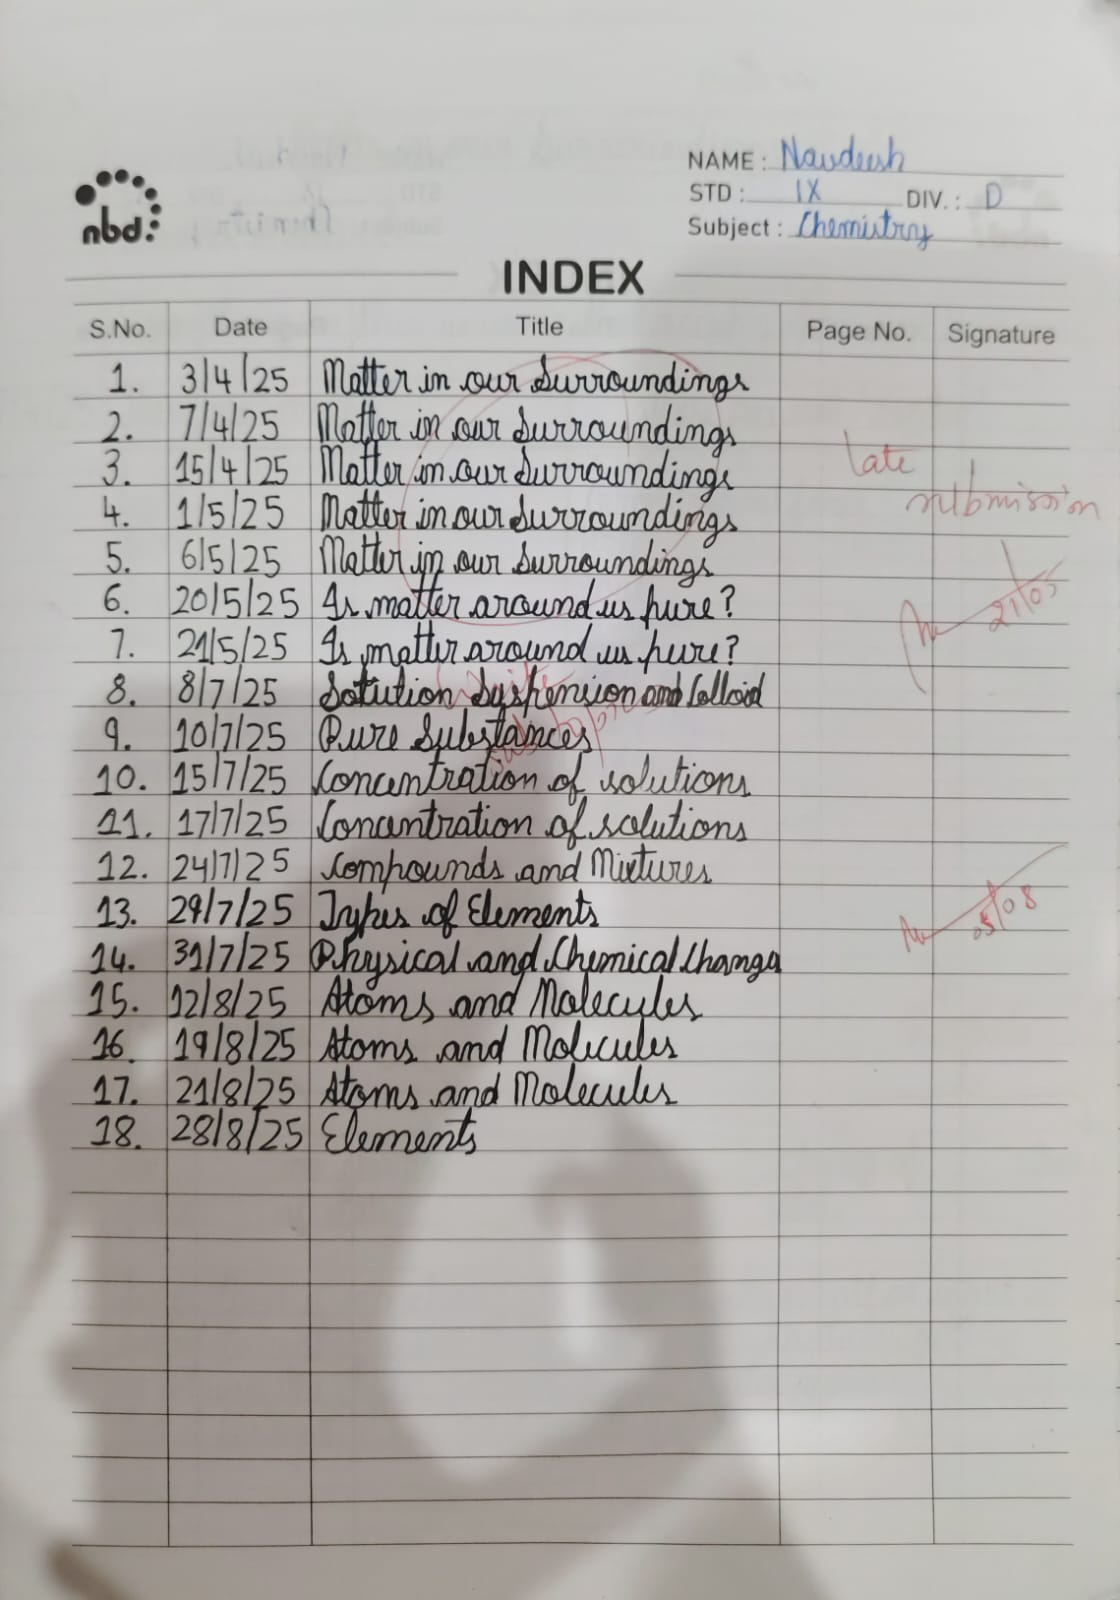 nbd.
NAME : Navdeesh
STD : IX DIV. : D
Subject : Chemistry
INDEX
S.No. Date Title Page No. Signature
1. 3/4/25 Matter in our Surroundings
2. 7/4/25 Matter in our Surroundings
3. 15/4/25 Matter in our Surroundings
Late
4. 1/5/25 Matter in our Surroundings
submission
5. 6/5/25 Matter in our Surroundings
6. 20/5/25 Is matter around us pure?
21/05
7. 21/5/25 Is matter around us pure?
8. 8/7/25 Solution Suspension and Colloid
Write
9. 10/7/25 Pure Substances
10. 15/7/25 Concentration of solutions
11. 17/7/25 Concentration of solutions
12. 24/7/25 Compounds and Mixtures
13. 29/7/25 Types of Elements
05/08
14. 31/7/25 Physical and Chemical Change
15. 12/8/25 Atoms and Molecules
16. 19/8/25 Atoms and Molecules
17. 21/8/25 Atoms and Molecules
18. 28/8/25 Elements